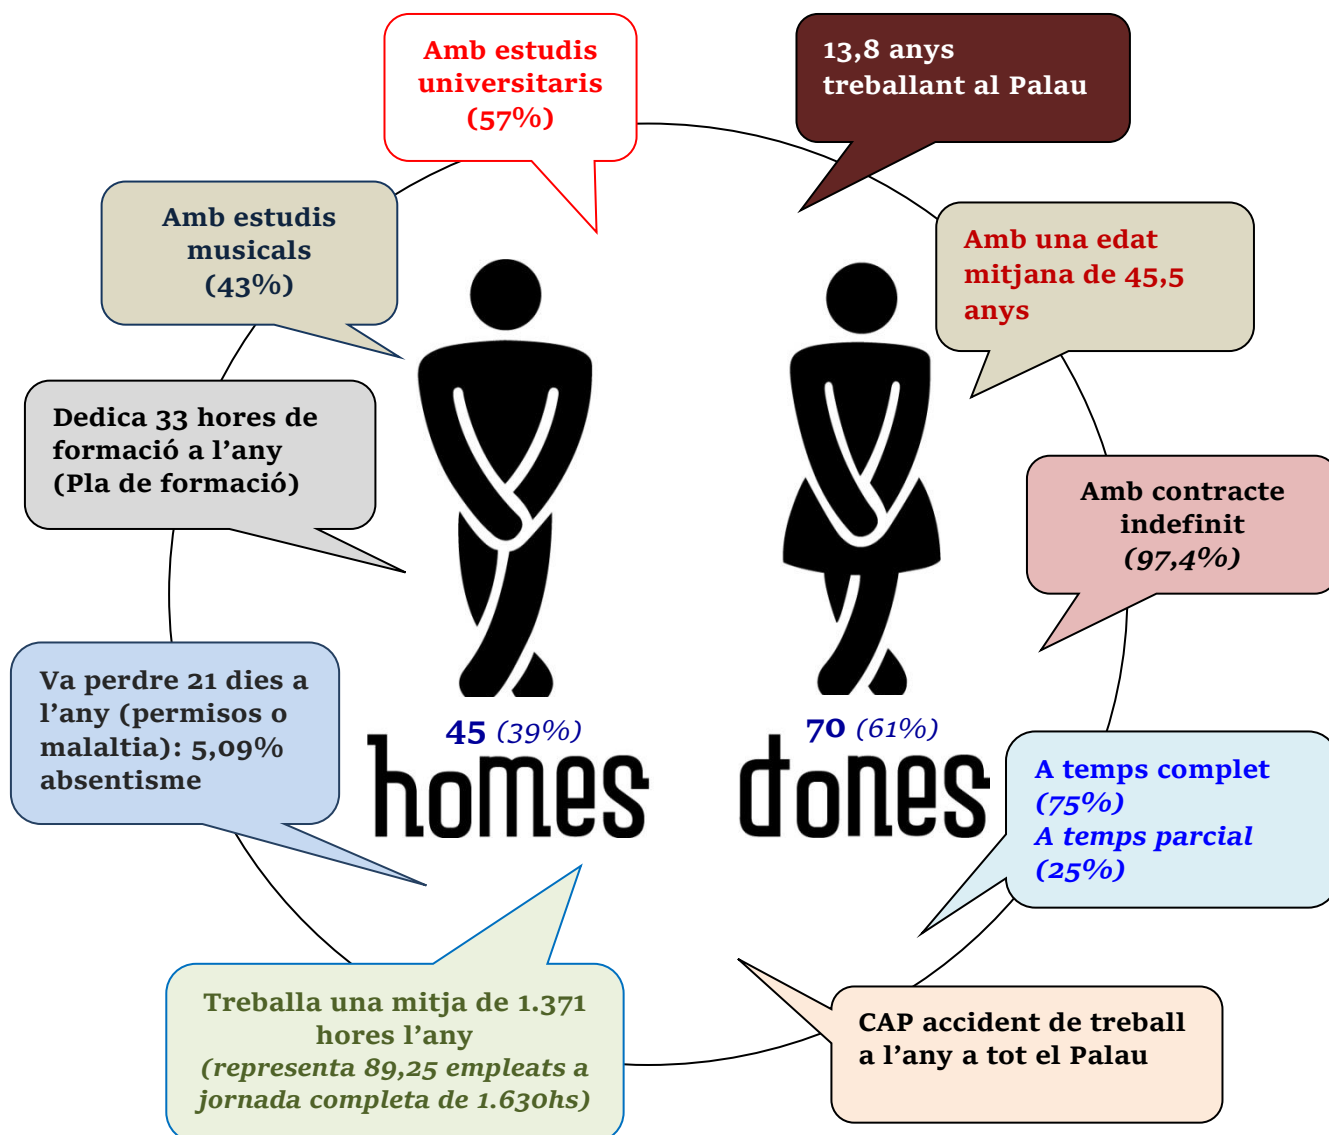 Amb estudis
universitaris
(57%)
13,8 anys
treballant al Palau
Amb estudis
musicals
(43%)
Amb una edat
mitjana de 45,5
anys
Dedica 33 hores de
formació a l’any
(Pla de formació)
Amb contracte
indefinit
(97,4%)
Va perdre 21 dies a
l’any (permisos o
malaltia): 5,09%
absentisme
45 (39%)
homes
70 (61%)
dones
A temps complet
(75%)
A temps parcial
(25%)
Treballa una mitja de 1.371
hores l’any
(representa 89,25 empleats a
jornada completa de 1.630hs)
CAP accident de treball
a l’any a tot el Palau